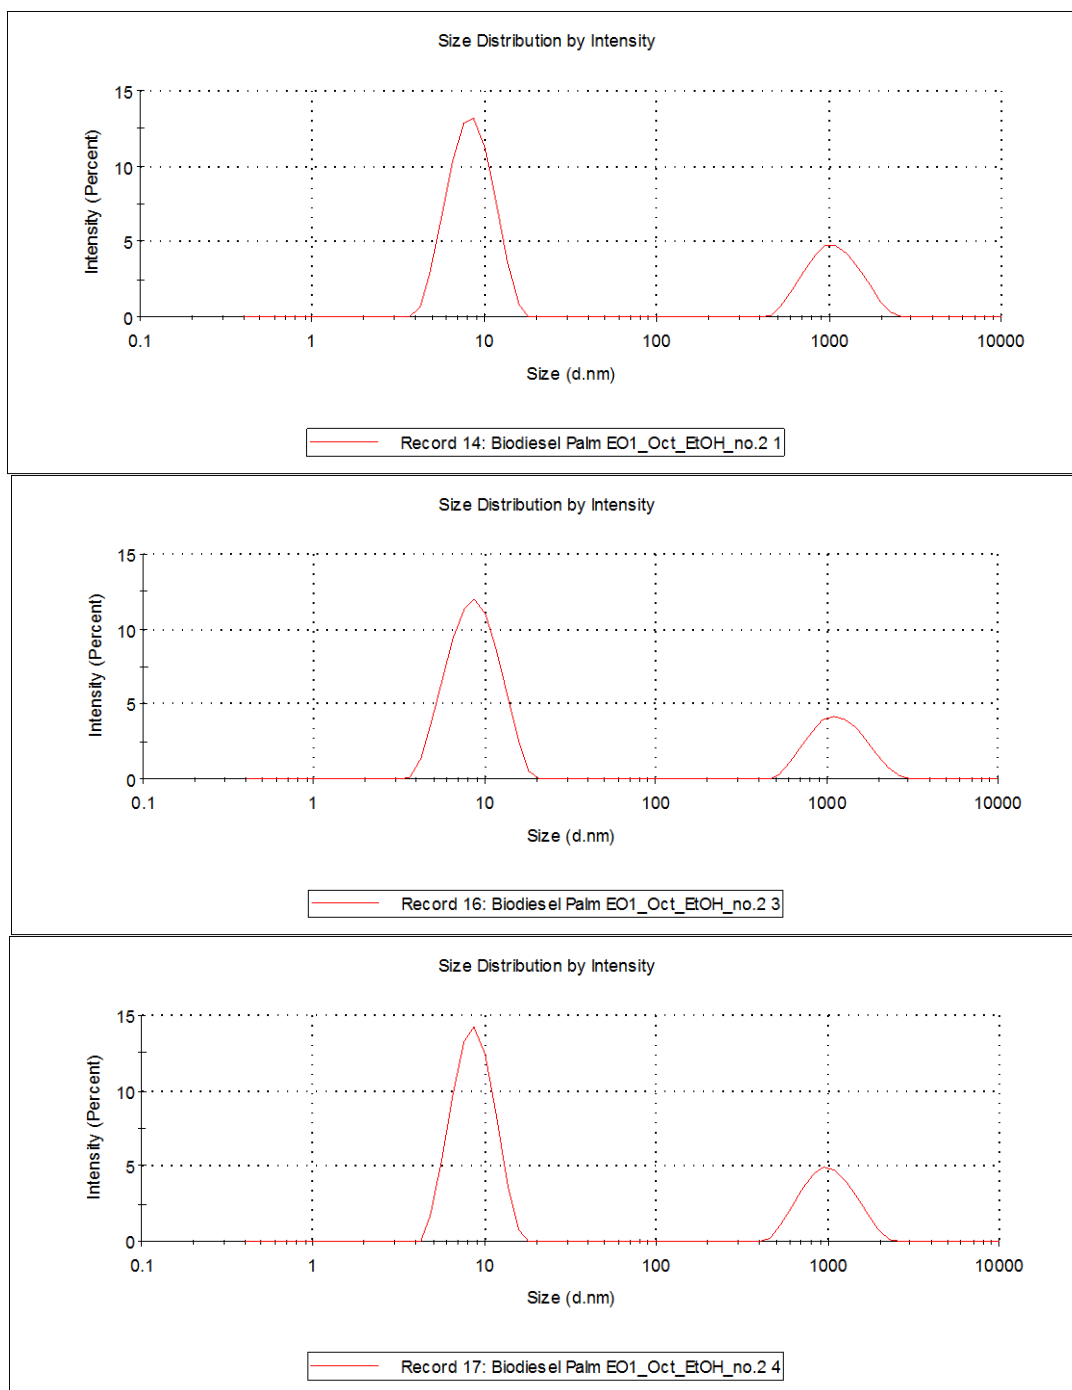 Size Distribution by Intensity
15
10
5
0
Intensity (Percent)
0.1 1 10 100 1000 10000
Size (d.nm)
Record 14: Biodiesel Palm EO1_Oct_EtOH_no.2 1
Size Distribution by Intensity
15
10
5
0
Intensity (Percent)
0.1 1 10 100 1000 10000
Size (d.nm)
Record 16: Biodiesel Palm EO1_Oct_EtOH_no.2 3
Size Distribution by Intensity
15
10
5
0
Intensity (Percent)
0.1 1 10 100 1000 10000
Size (d.nm)
Record 17: Biodiesel Palm EO1_Oct_EtOH_no.2 4